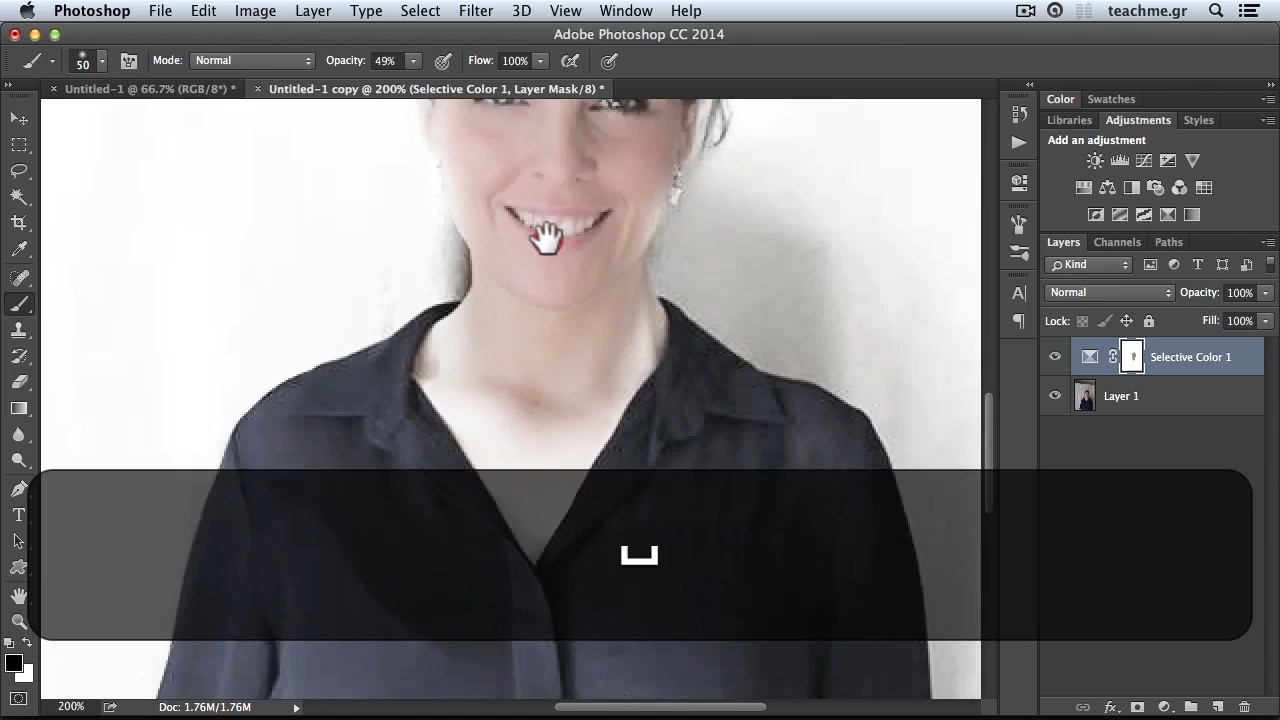 Photoshop File Edit Image Layer Type Select Filter 3D View Window Help teachme.gr
Adobe Photoshop CC 2014
50 Mode: Normal Opacity: 49% Flow: 100%
× Untitled-1 @ 66.7% (RGB/8*) * × Untitled-1 copy @ 200% (Selective Color 1, Layer Mask/8) *
Color Swatches
Libraries Adjustments Styles
Add an adjustment
Layers Channels Paths
Kind
Normal Opacity: 100%
Lock: Fill: 100%
Selective Color 1
Layer 1
200% Doc: 1.76M/1.76M